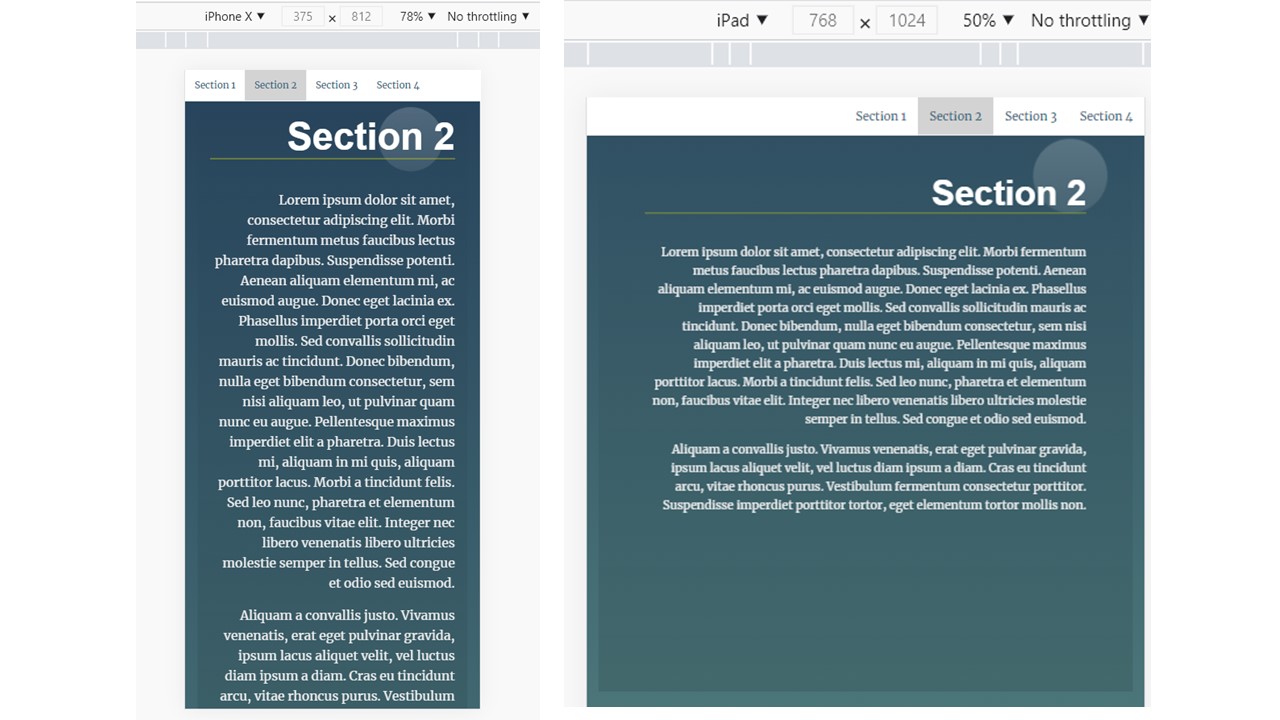 iPhone X ▼ 375 × 812 78% ▼ No throttling ▼
Section 1 Section 2 Section 3 Section 4
Section 2
Lorem ipsum dolor sit amet,
consectetur adipiscing elit. Morbi
fermentum metus faucibus lectus
pharetra dapibus. Suspendisse potenti.
Aenean aliquam elementum mi, ac
euismod augue. Donec eget lacinia ex.
Phasellus imperdiet porta orci eget
mollis. Sed convallis sollicitudin
mauris ac tincidunt. Donec bibendum,
nulla eget bibendum consectetur, sem
nisi aliquam leo, ut pulvinar quam
nunc eu augue. Pellentesque maximus
imperdiet elit a pharetra. Duis lectus
mi, aliquam in mi quis, aliquam
porttitor lacus. Morbi a tincidunt felis.
Sed leo nunc, pharetra et elementum
non, faucibus vitae elit. Integer nec
libero venenatis libero ultricies
molestie semper in tellus. Sed congue
et odio sed euismod.
Aliquam a convallis justo. Vivamus
venenatis, erat eget pulvinar gravida,
ipsum lacus aliquet velit, vel luctus
diam ipsum a diam. Cras eu tincidunt
arcu, vitae rhoncus purus. Vestibulum
iPad ▼ 768 × 1024 50% ▼ No throttling ▼
Section 1 Section 2 Section 3 Section 4
Section 2
Lorem ipsum dolor sit amet, consectetur adipiscing elit. Morbi fermentum
metus faucibus lectus pharetra dapibus. Suspendisse potenti. Aenean
aliquam elementum mi, ac euismod augue. Donec eget lacinia ex. Phasellus
imperdiet porta orci eget mollis. Sed convallis sollicitudin mauris ac
tincidunt. Donec bibendum, nulla eget bibendum consectetur, sem nisi
aliquam leo, ut pulvinar quam nunc eu augue. Pellentesque maximus
imperdiet elit a pharetra. Duis lectus mi, aliquam in mi quis, aliquam
porttitor lacus. Morbi a tincidunt felis. Sed leo nunc, pharetra et elementum
non, faucibus vitae elit. Integer nec libero venenatis libero ultricies molestie
semper in tellus. Sed congue et odio sed euismod.
Aliquam a convallis justo. Vivamus venenatis, erat eget pulvinar gravida,
ipsum lacus aliquet velit, vel luctus diam ipsum a diam. Cras eu tincidunt
arcu, vitae rhoncus purus. Vestibulum fermentum consectetur porttitor.
Suspendisse imperdiet porttitor tortor, eget elementum tortor mollis non.